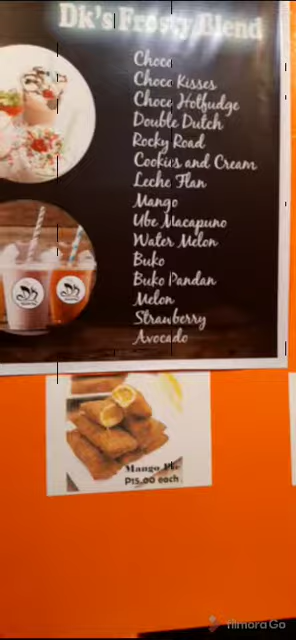 Dk's Frosty Blend
Choco
Choco Kisses
Choco Hotfudge
Double Dutch
Rocky Road
Cookies and Cream
Leche Flan
Mango
Ube Macapuno
Water Melon
Buko
Buko Pandan
Melon
Strawberry
Avocado
Mango Pie
P15.00 each
FilmoraGo